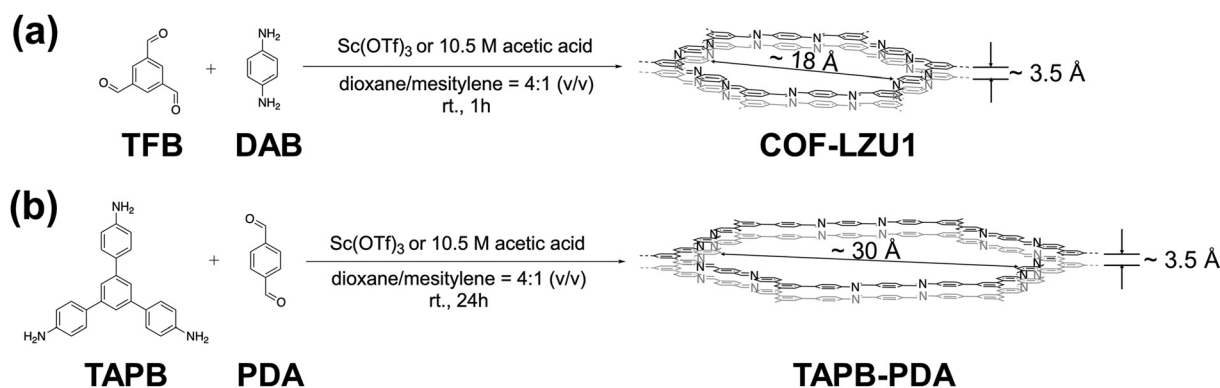 (a)
O
O
O
TFB
+
NH2
NH2
DAB
Sc(OTf)3 or 10.5 M acetic acid
dioxane/mesitylene = 4:1 (v/v)
rt., 1h
N N
N N
N N
N N
~ 18 Å
~ 3.5 Å
COF-LZU1
(b)
NH2
H2N
NH2
TAPB
+
O
O
PDA
Sc(OTf)3 or 10.5 M acetic acid
dioxane/mesitylene = 4:1 (v/v)
rt., 24h
N N
N N
N N
N N
~ 30 Å
~ 3.5 Å
TAPB-PDA